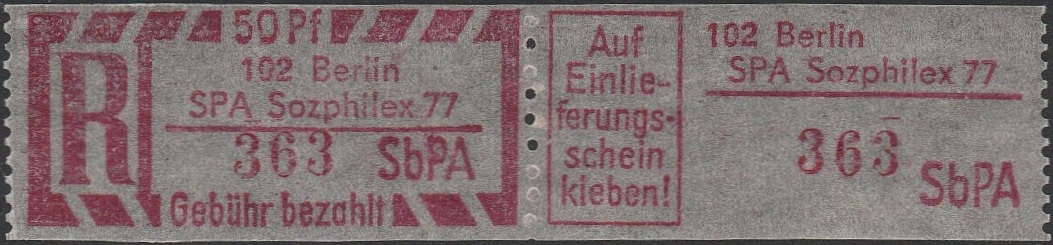 50 Pf
R
102 Berlin
SPA Sozphilex 77
363 SbPA
Gebühr bezahlt
Auf
Einlie-
ferungs-
schein
kleben!
102 Berlin
SPA Sozphilex 77
363
SbPA